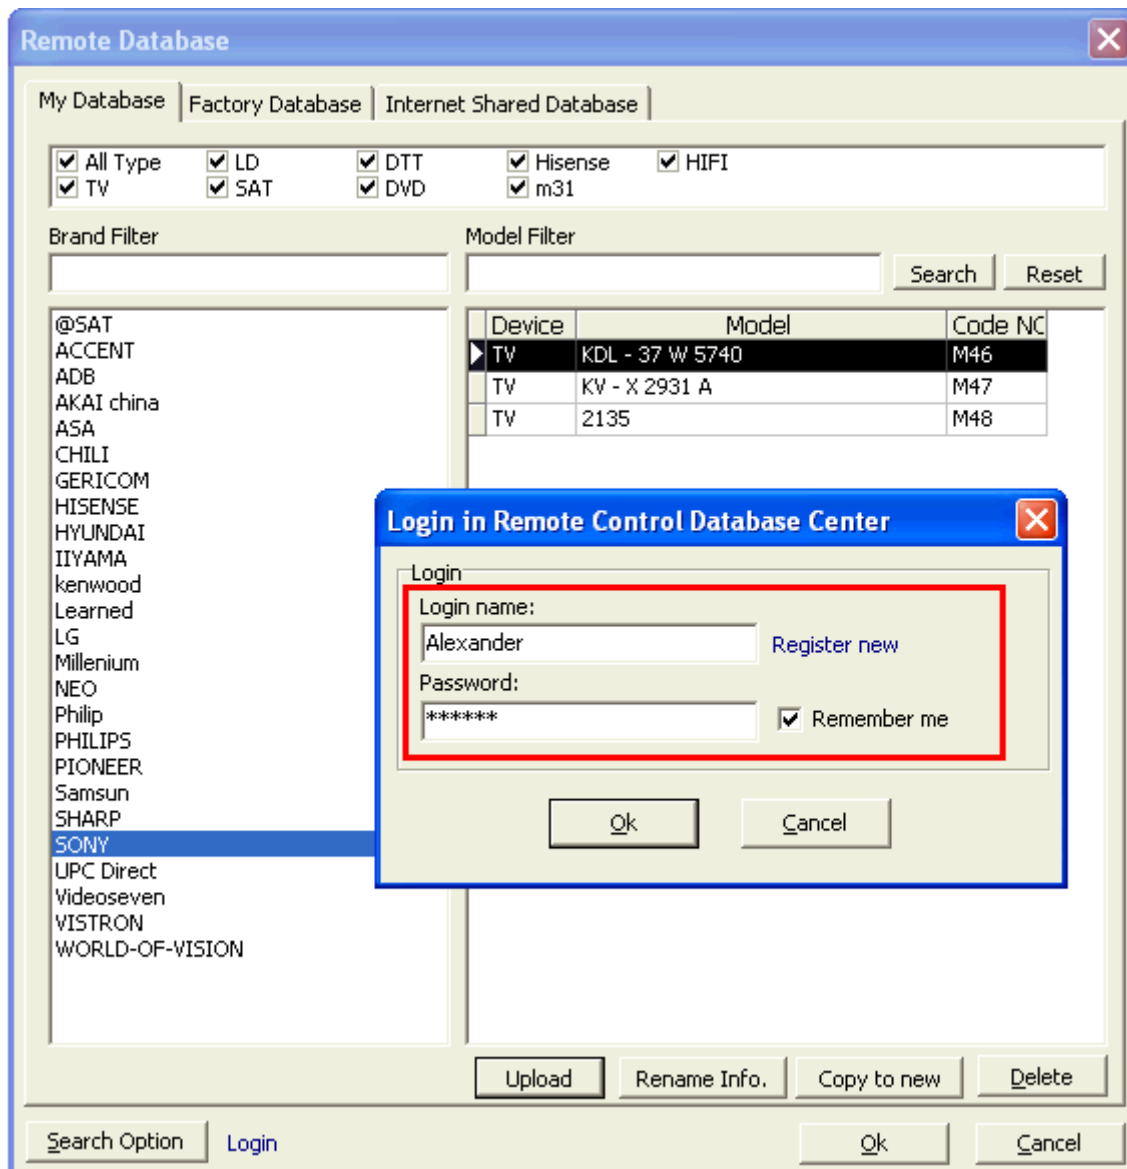 Remote Database
My Database Factory Database Internet Shared Database
All Type LD DTT Hisense HIFI
TV SAT DVD m31
Brand Filter Model Filter
Search Reset
@SAT
ACCENT
ADB
AKAI china
ASA
CHILI
GERICOM
HISENSE
HYUNDAI
IIYAMA
kenwood
Learned
LG
Millenium
NEO
Philip
PHILIPS
PIONEER
Samsun
SHARP
SONY
UPC Direct
Videoseven
VISTRON
WORLD-OF-VISION
Device Model Code NC
TV KDL - 37 W 5740 M46
TV KV - X 2931 A M47
TV 2135 M48
Login in Remote Control Database Center
Login
Login name:
Alexander Register new
Password:
****** Remember me
Ok Cancel
Upload Rename Info. Copy to new Delete
Search Option Login Ok Cancel